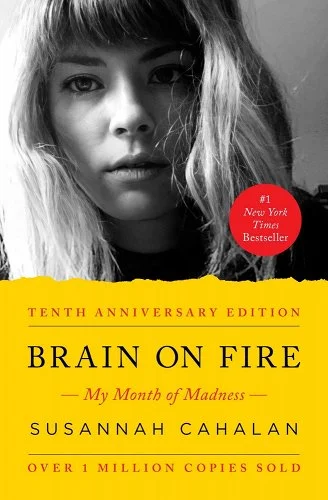 #1
New York
Times
Bestseller
TENTH ANNIVERSARY EDITION
BRAIN ON FIRE
— My Month of Madness —
SUSANNAH CAHALAN
OVER 1 MILLION COPIES SOLD